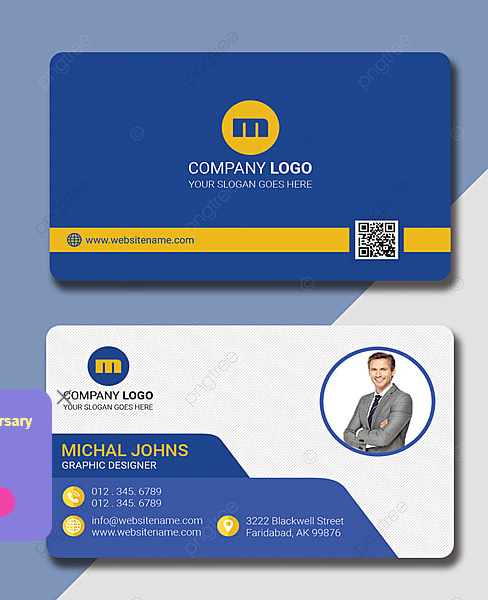 m
COMPANY LOGO
YOUR SLOGAN GOES HERE
www.websitename.com
m
COMPANY LOGO
YOUR SLOGAN GOES HERE
rsary
MICHAL JOHNS
GRAPHIC DESIGNER
012 . 345. 6789
012 . 345. 6789
info@websitename.com
www.websitename.com
3222 Blackwell Street
Faridabad, AK 99876
pngtree